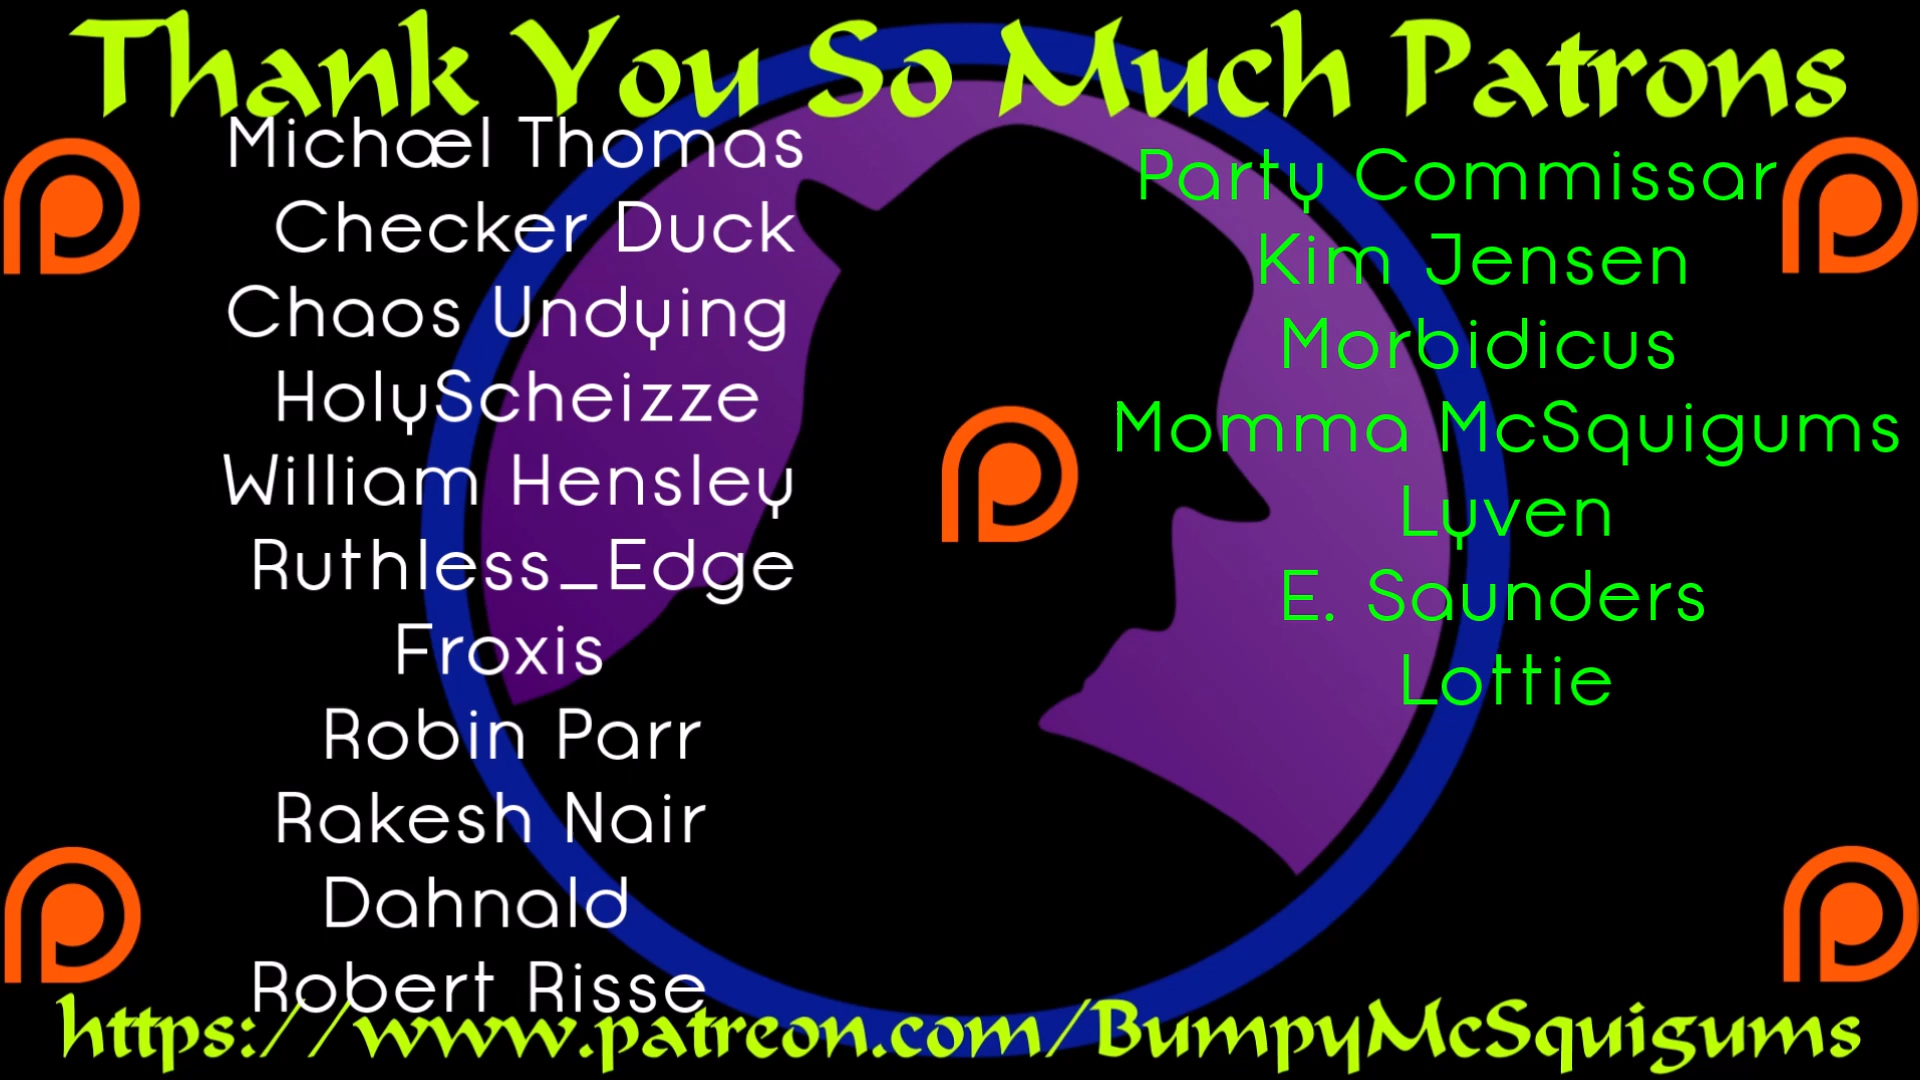 Thank You So Much Patrons
Michæl Thomas
Checker Duck
Chaos Undying
HolyScheizze
William Hensley
Ruthless_Edge
Froxis
Robin Parr
Rakesh Nair
Dahnald
Robert Risse
Party Commissar
Kim Jensen
Morbidicus
Momma McSquigums
Lyven
E. Saunders
Lottie
https://www.patreon.com/BumpyMcSquigums